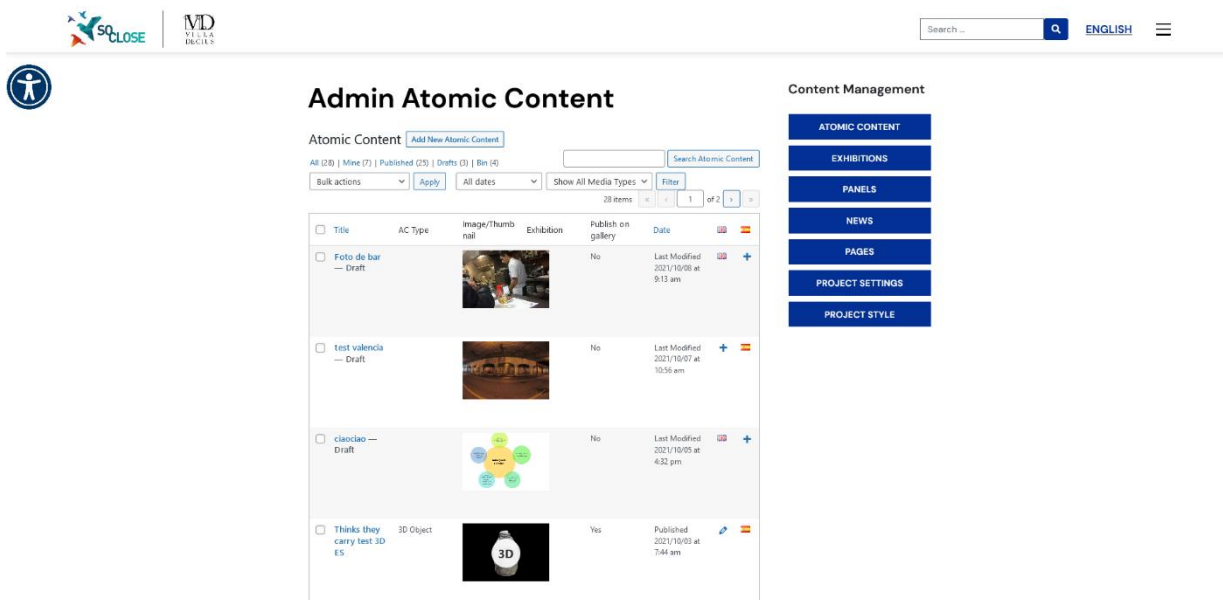 SO CLOSE
VD
VILLA
DECIUS
Search ...
ENGLISH
Admin Atomic Content
Atomic Content Add New Atomic Content
All (28) | Mine (7) | Published (25) | Drafts (3) | Bin (4)
Search Atomic Content
Bulk actions Apply All dates Show All Media Types Filter
28 items « ‹ 1 of 2 › »
Title AC Type Image/Thumb
nail Exhibition Publish on
gallery Date
Foto de bar
— Draft
No
Last Modified
2021/10/08 at
9:13 am
test valencia
— Draft
No
Last Modified
2021/10/07 at
10:56 am
ciaociao —
Draft
No
Last Modified
2021/10/05 at
4:32 pm
Thinks they
carry test 3D
ES
3D Object
3D
Yes
Published
2021/10/03 at
7:44 am
Content Management
ATOMIC CONTENT
EXHIBITIONS
PANELS
NEWS
PAGES
PROJECT SETTINGS
PROJECT STYLE